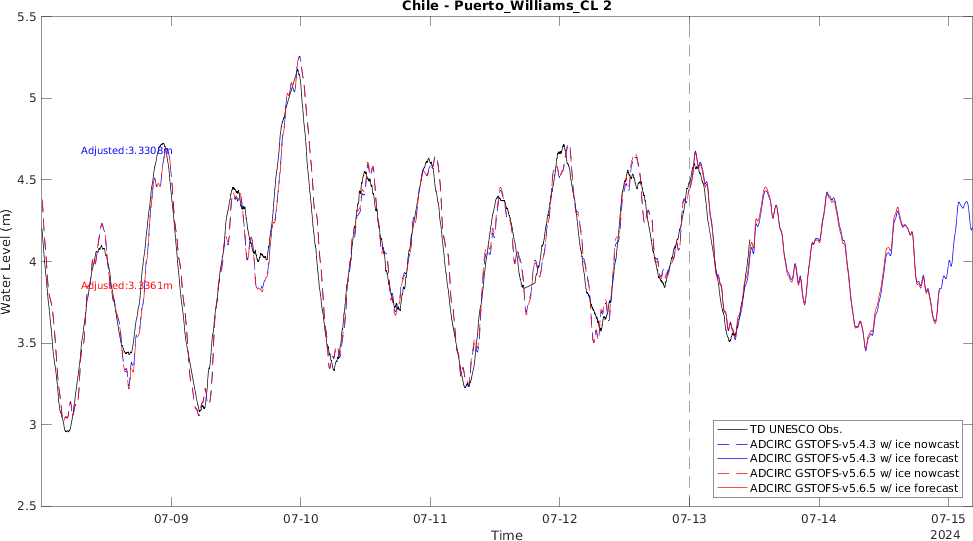 Chile - Puerto_Williams_CL 2
5.5
5
4.5
4
3.5
3
2.5
Water Level (m)
Adjusted:3.3303m
Adjusted:3.3361m
TD UNESCO Obs.
ADCIRC GSTOFS-v5.4.3 w/ ice nowcast
ADCIRC GSTOFS-v5.4.3 w/ ice forecast
ADCIRC GSTOFS-v5.6.5 w/ ice nowcast
ADCIRC GSTOFS-v5.6.5 w/ ice forecast
07-09
07-10
07-11
07-12
07-13
07-14
07-15
Time
2024